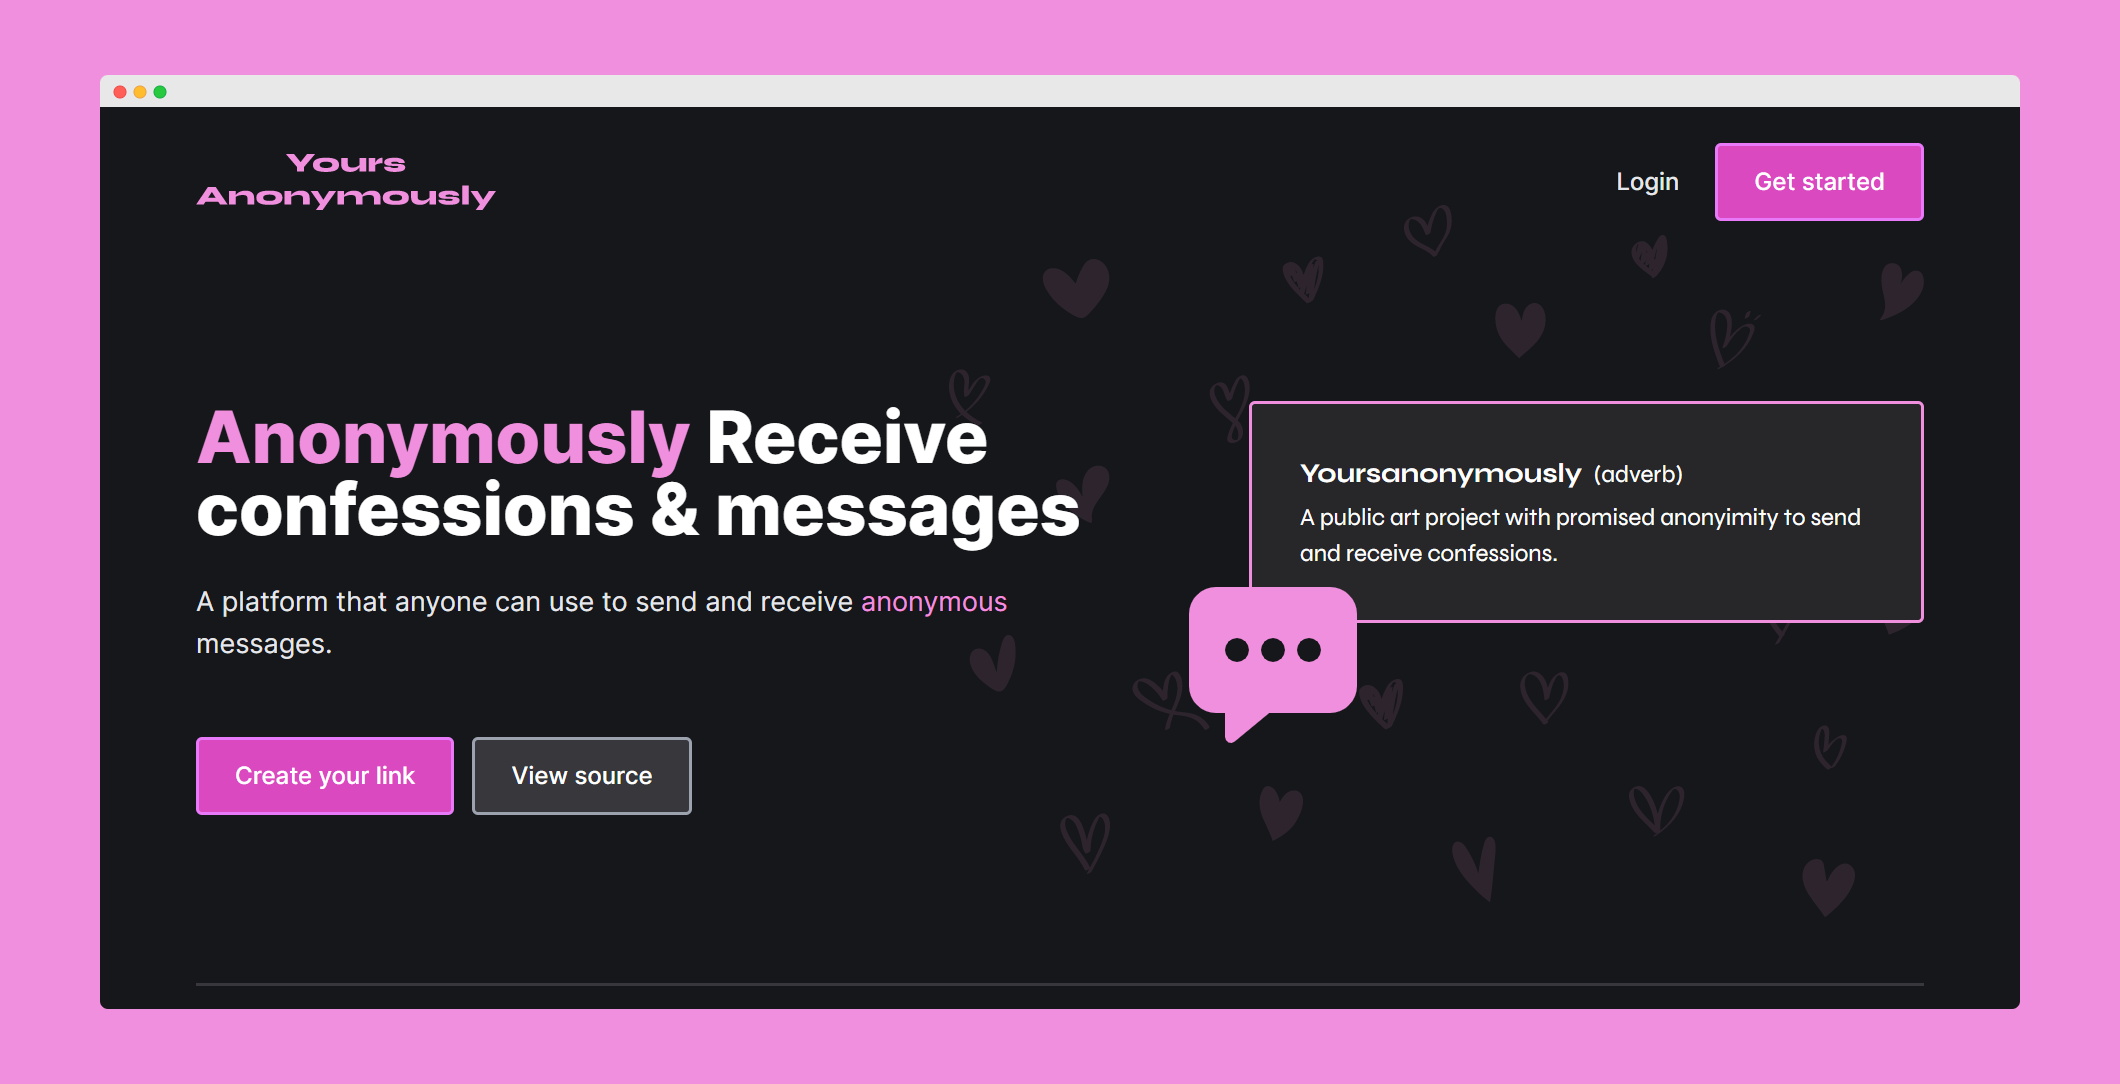 Yours
Anonymously
Login
Get started
Anonymously Receive
confessions & messages
A platform that anyone can use to send and receive anonymous
messages.
Create your link
View source
Yoursanonymously (adverb)
A public art project with promised anonyimity to send
and receive confessions.